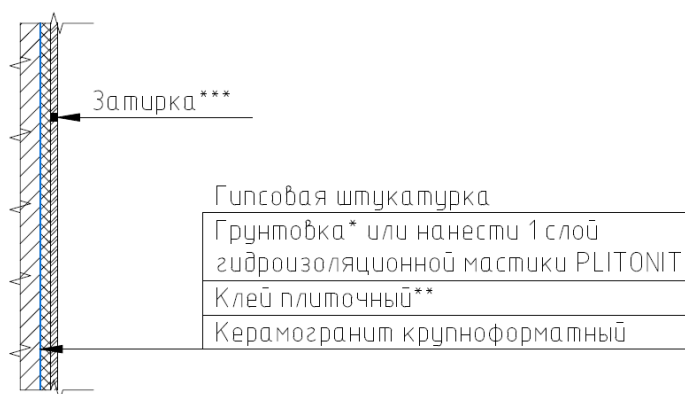 Затирка***
Гипсовая штукатурка
Грунтовка* или нанести 1 слой
гидроизоляционной мастики PLITONIT
Клей плиточный**
Керамогранит крупноформатный